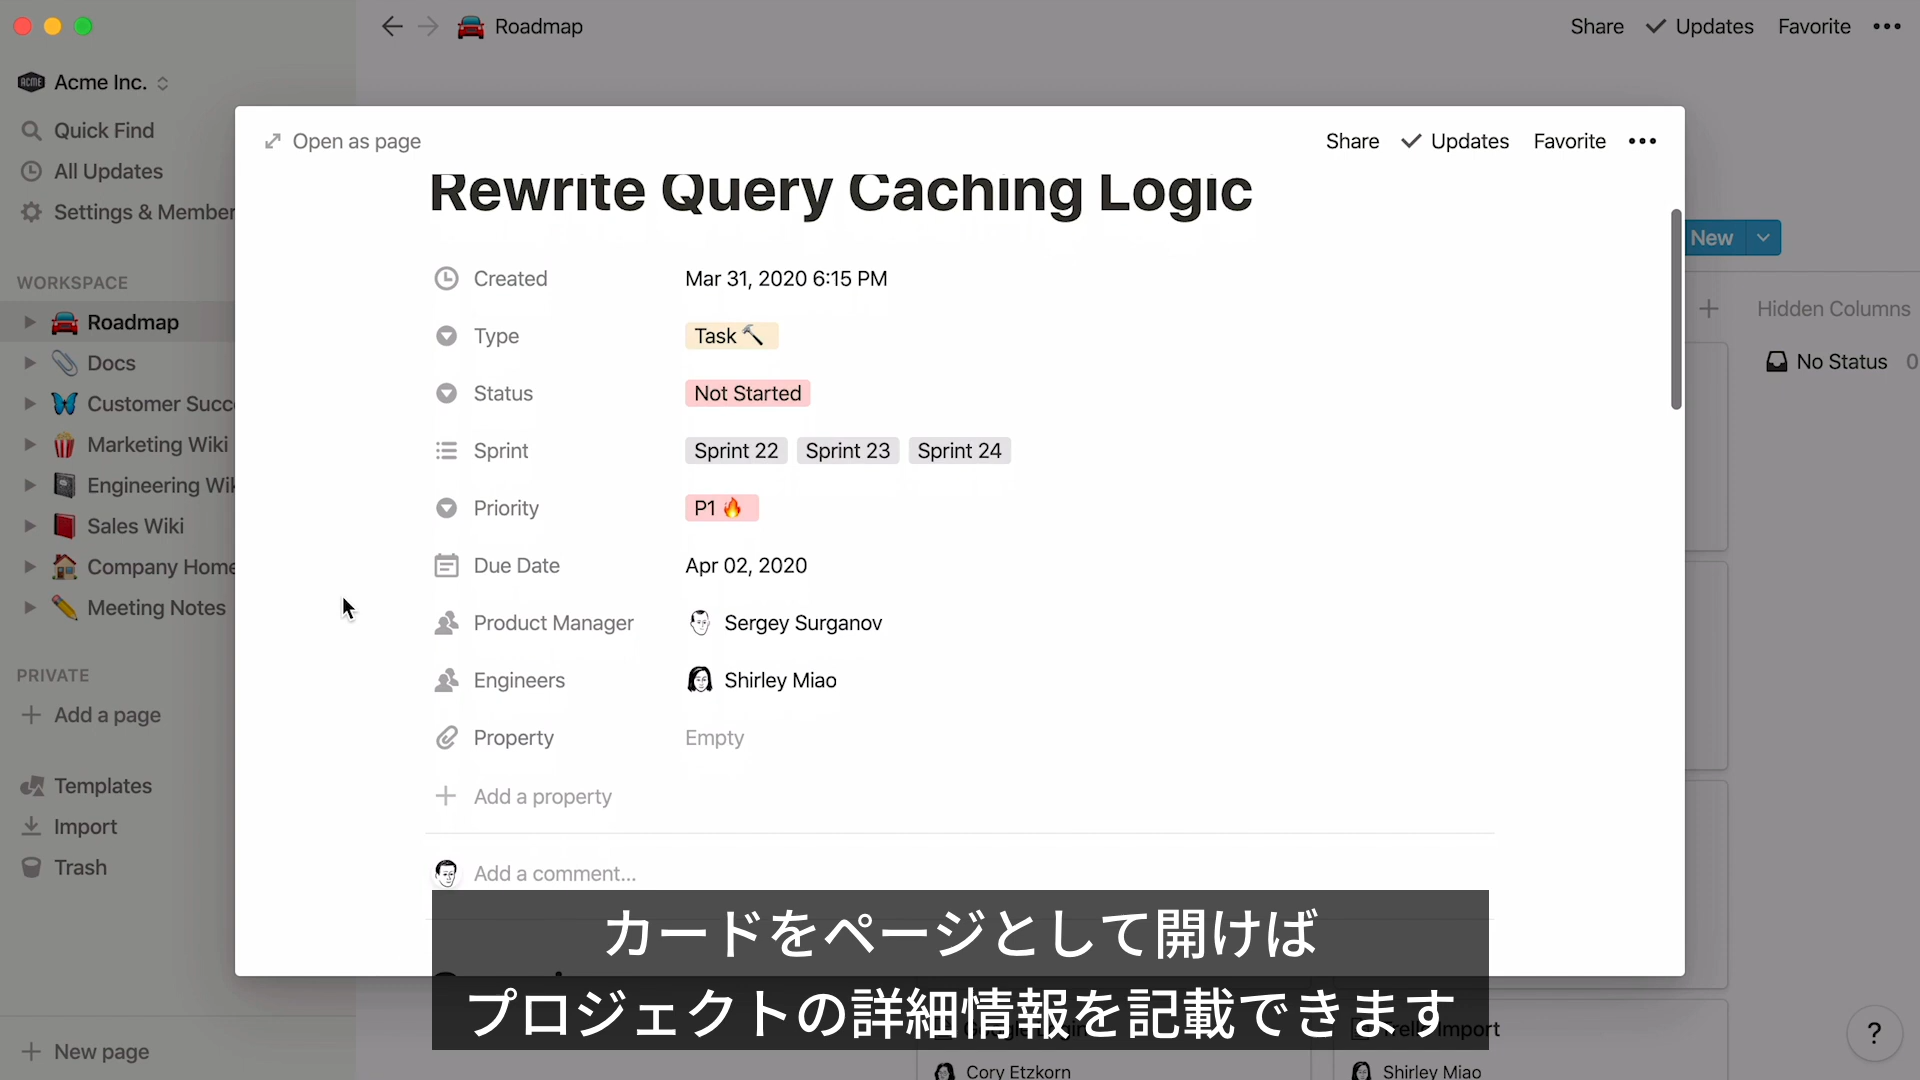 Roadmap
Share
Updates
Favorite
ACME
Acme Inc.
Quick Find
All Updates
Settings & Member
WORKSPACE
Roadmap
Docs
Customer Succ
Marketing Wiki
Engineering Wik
Sales Wiki
Company Home
Meeting Notes
PRIVATE
Add a page
Templates
Import
Trash
New page
Open as page
Share
Updates
Favorite
Rewrite Query Caching Logic
Created Mar 31, 2020 6:15 PM
Type Task
Status Not Started
Sprint Sprint 22 Sprint 23 Sprint 24
Priority P1
Due Date Apr 02, 2020
Product Manager Sergey Surganov
Engineers Shirley Miao
Property Empty
Add a property
Add a comment...
New
Hidden Columns
No Status 0
カードをページとして開けば
プロジェクトの詳細情報を記載できます
Cory Etzkorn
Shirley Miao
?